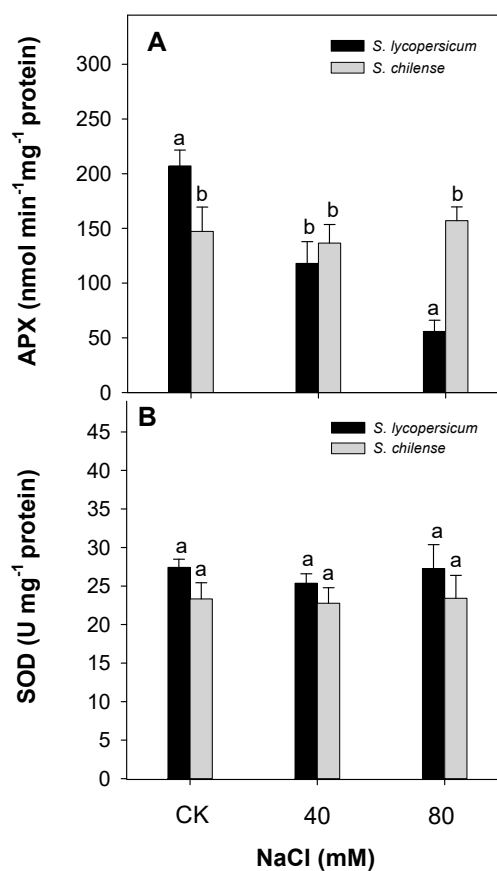 A
S. lycopersicum
S. chilense
APX (nmol min⁻¹mg⁻¹ protein)
300
250
200
150
100
50
0
a
b
b
b
a
b
B
S. lycopersicum
S. chilense
SOD (U mg⁻¹ protein)
45
40
35
30
25
20
15
10
5
0
a
a
a
a
a
a
CK
40
80
NaCl (mM)